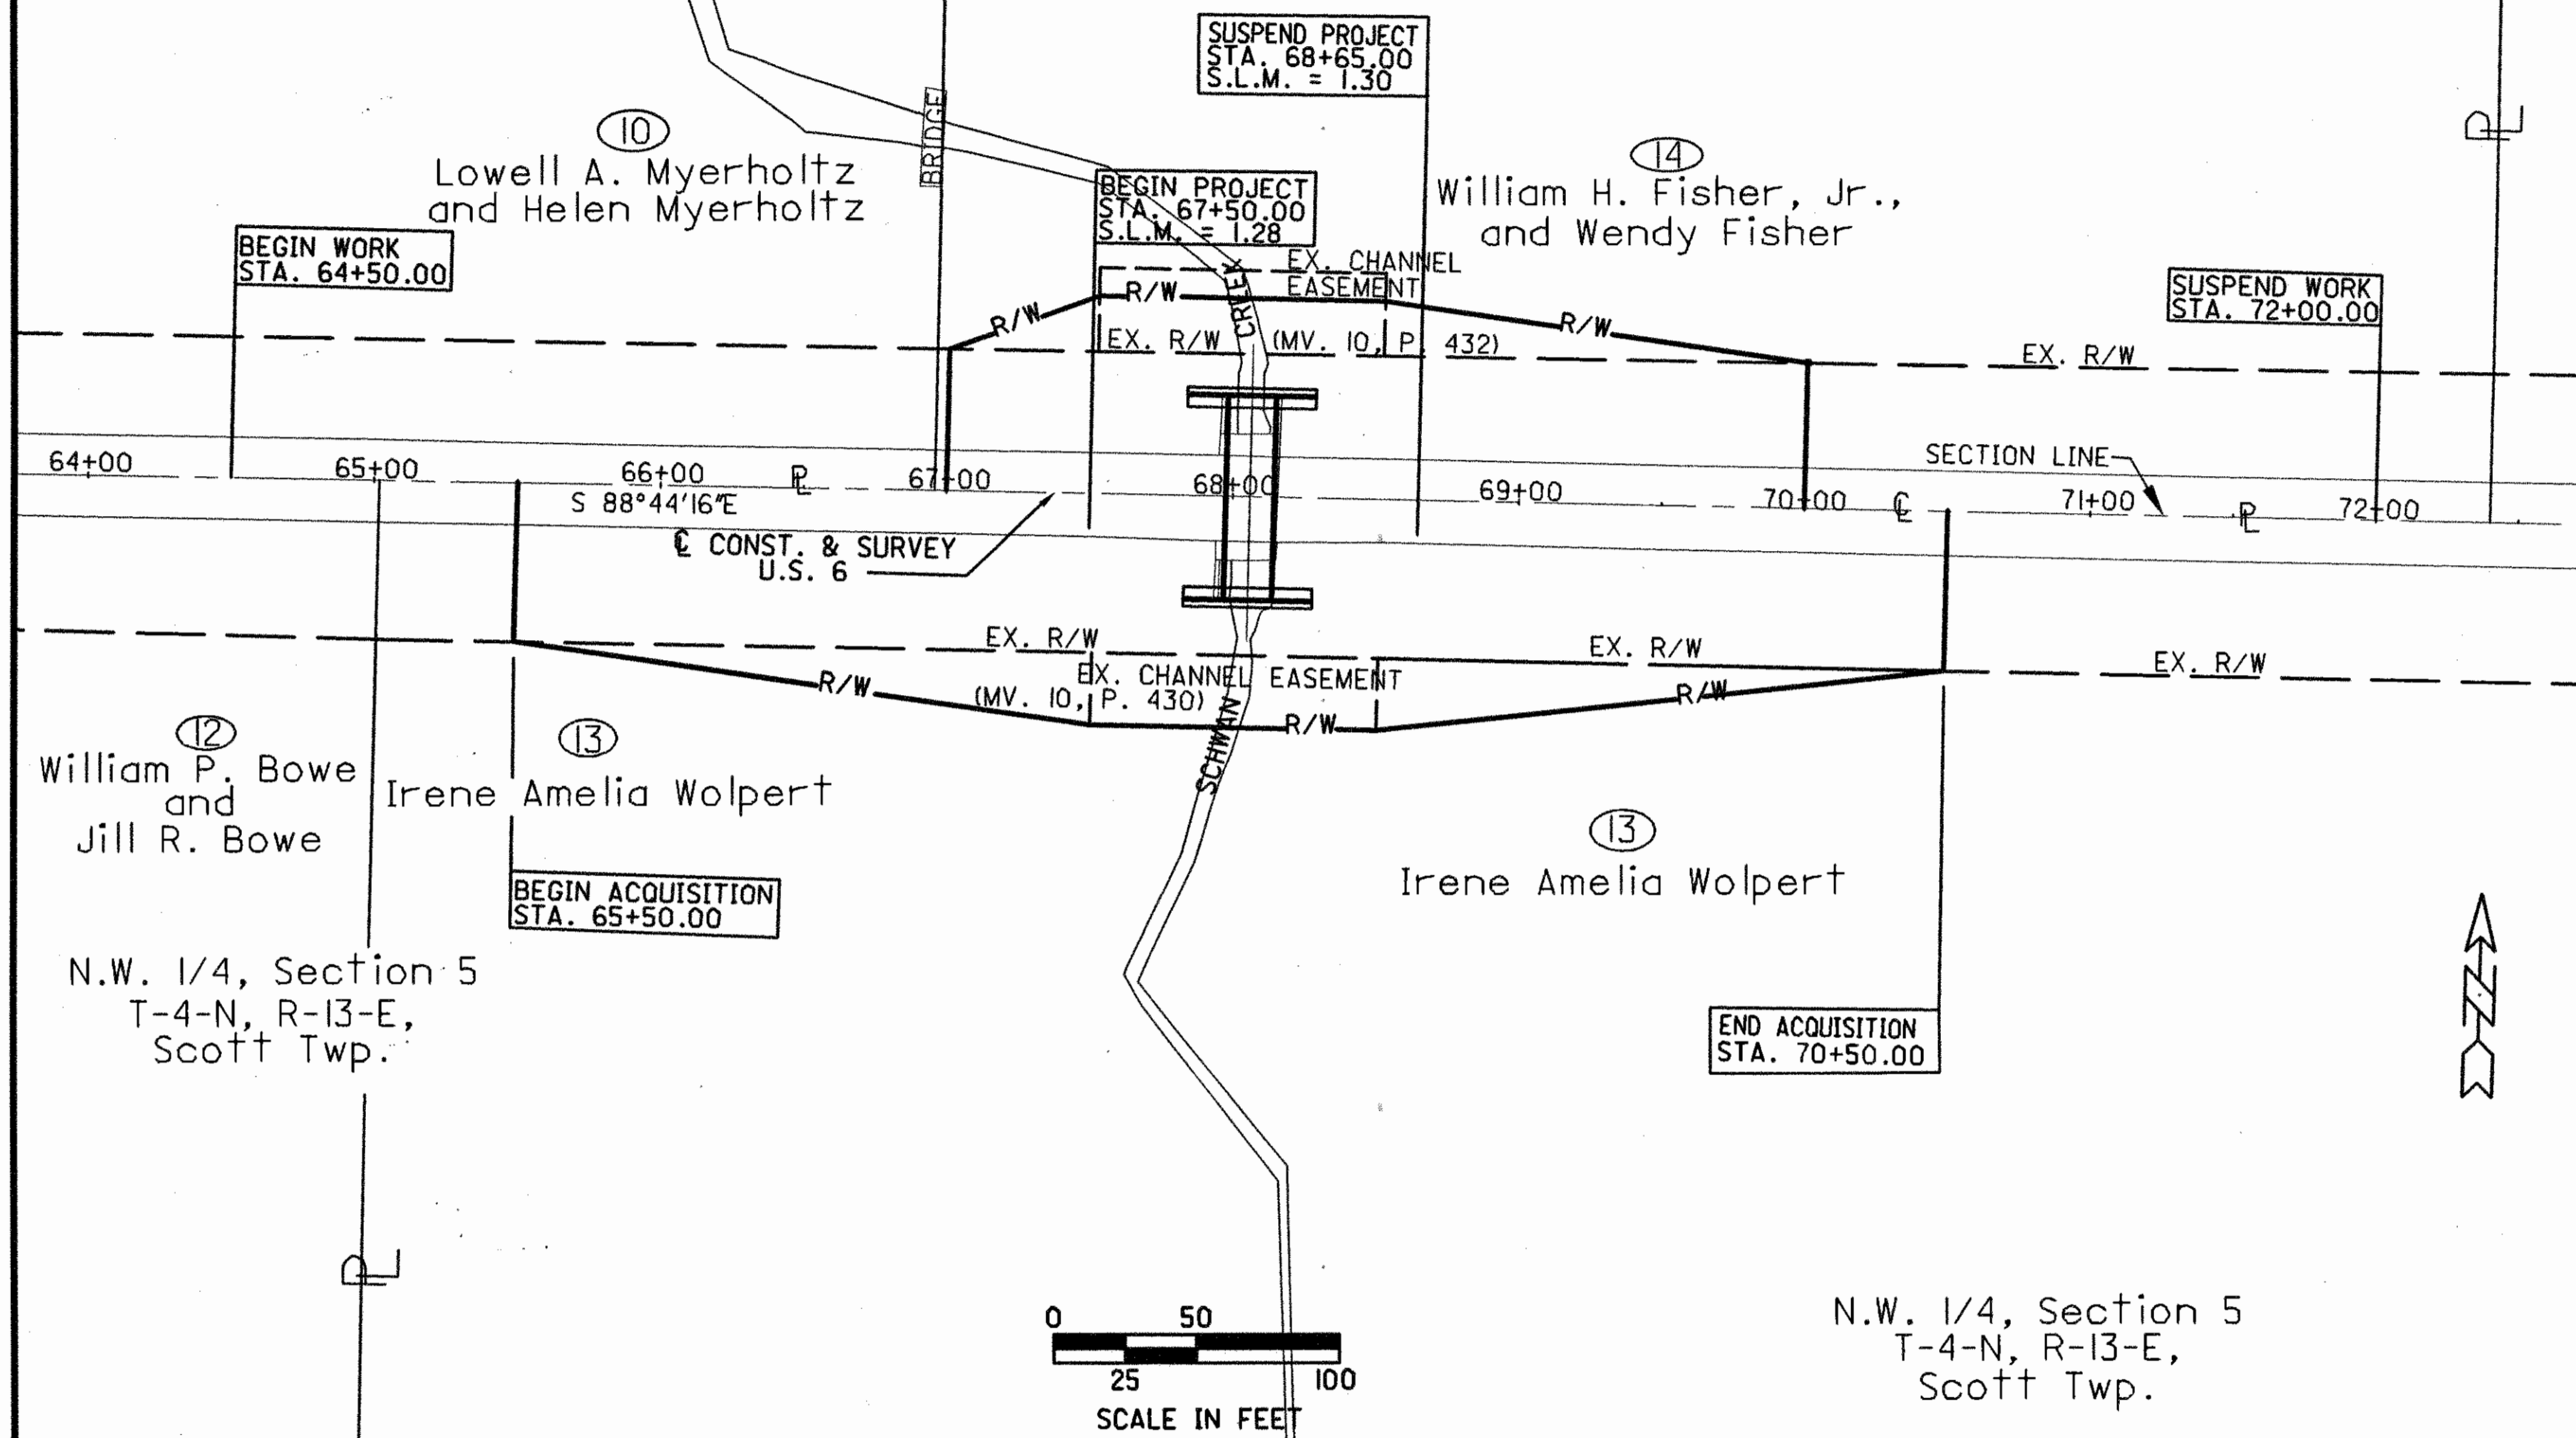 SUSPEND PROJECT
STA. 68+65.00
S.L.M. = 1.30
BRIDGE
10
Lowell A. Myerholtz
and Helen Myerholtz
BEGIN PROJECT
STA. 67+50.00
S.L.M. = 1.28
14
William H. Fisher, Jr.,
and Wendy Fisher
PL
BEGIN WORK
STA. 64+50.00
EX. CHANNEL
EASEMENT
SUSPEND WORK
STA. 72+00.00
R/W
R/W
R/W
CREEK
EX. R/W (MV. 10, P 432)
EX. R/W
SECTION LINE
64+00 65+00 66+00 PL 67+00 68+00 69+00 70+00 CL 71+00 PL 72+00
S 88°44'16"E
CL CONST. & SURVEY
U.S. 6
EX. R/W
EX. R/W
EX. R/W
EX. CHANNEL EASEMENT
(MV. 10, P. 430)
R/W
R/W
R/W
SCHWAN
12
William P. Bowe
and
Jill R. Bowe
13
Irene Amelia Wolpert
13
Irene Amelia Wolpert
BEGIN ACQUISITION
STA. 65+50.00
N.W. 1/4, Section 5
T-4-N, R-13-E,
Scott Twp.
END ACQUISITION
STA. 70+50.00
N
PL
0 50
25 100
SCALE IN FEET
N.W. 1/4, Section 5
T-4-N, R-13-E,
Scott Twp.